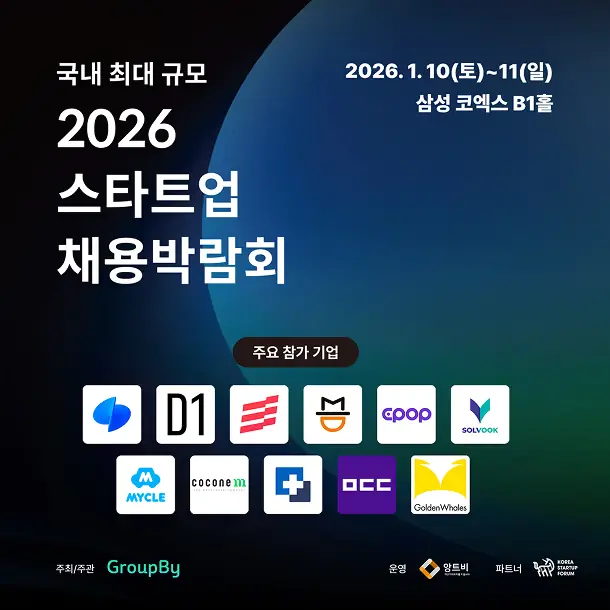 국내 최대 규모
2026
스타트업
채용박람회
2026. 1. 10(토)~11(일)
삼성 코엑스 B1홀
주요 참가 기업
D1
epop
SOLVOOK
MYCLE
cocone m
OCC
GoldenWhales
주최/주관 GroupBy
운영 앙트비
파트너 KOREA
STARTUP
FORUM